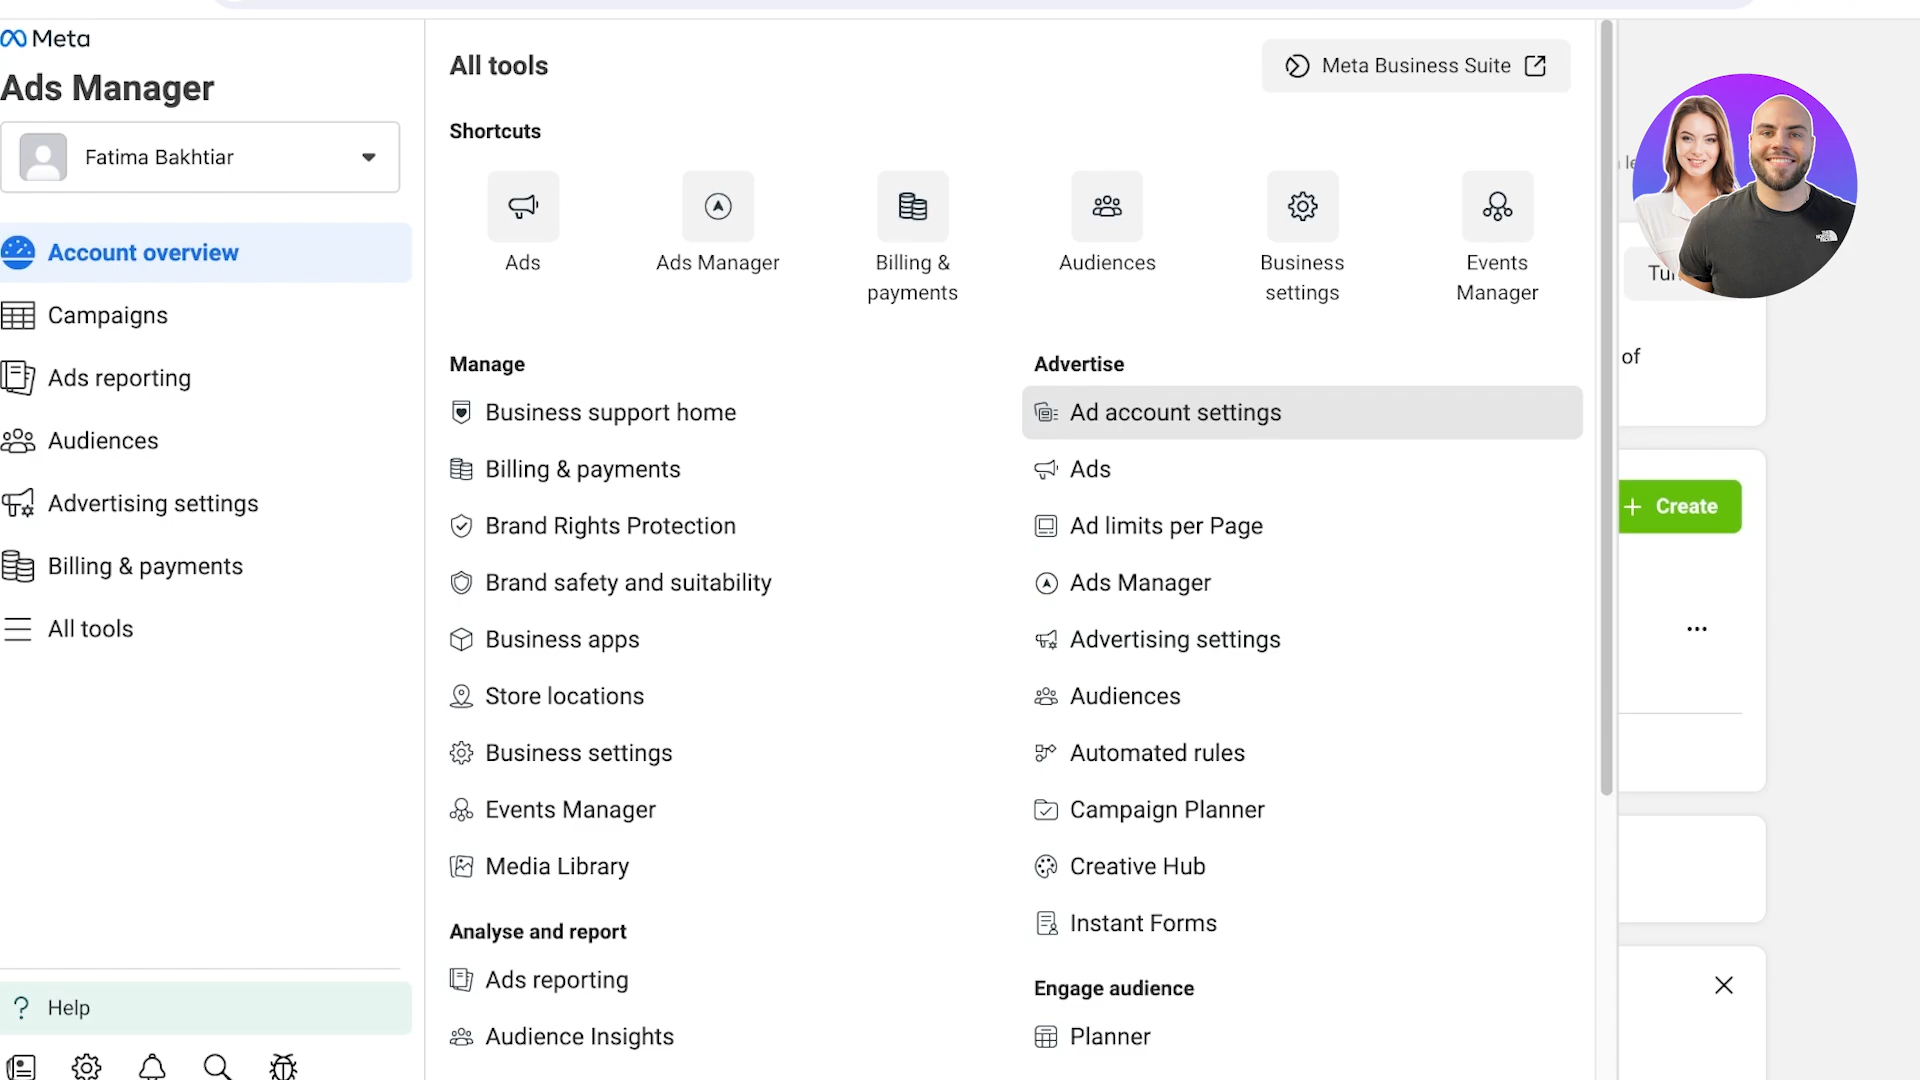 Meta
Ads Manager
Fatima Bakhtiar
Account overview
Campaigns
Ads reporting
Audiences
Advertising settings
Billing & payments
All tools
Help
All tools
Meta Business Suite
Shortcuts
Ads
Ads Manager
Billing &
payments
Audiences
Business
settings
Events
Manager
Manage
Business support home
Billing & payments
Brand Rights Protection
Brand safety and suitability
Business apps
Store locations
Business settings
Events Manager
Media Library
Analyse and report
Ads reporting
Audience Insights
Advertise
Ad account settings
Ads
Ad limits per Page
Ads Manager
Advertising settings
Audiences
Automated rules
Campaign Planner
Creative Hub
Instant Forms
Engage audience
Planner
of
+ Create